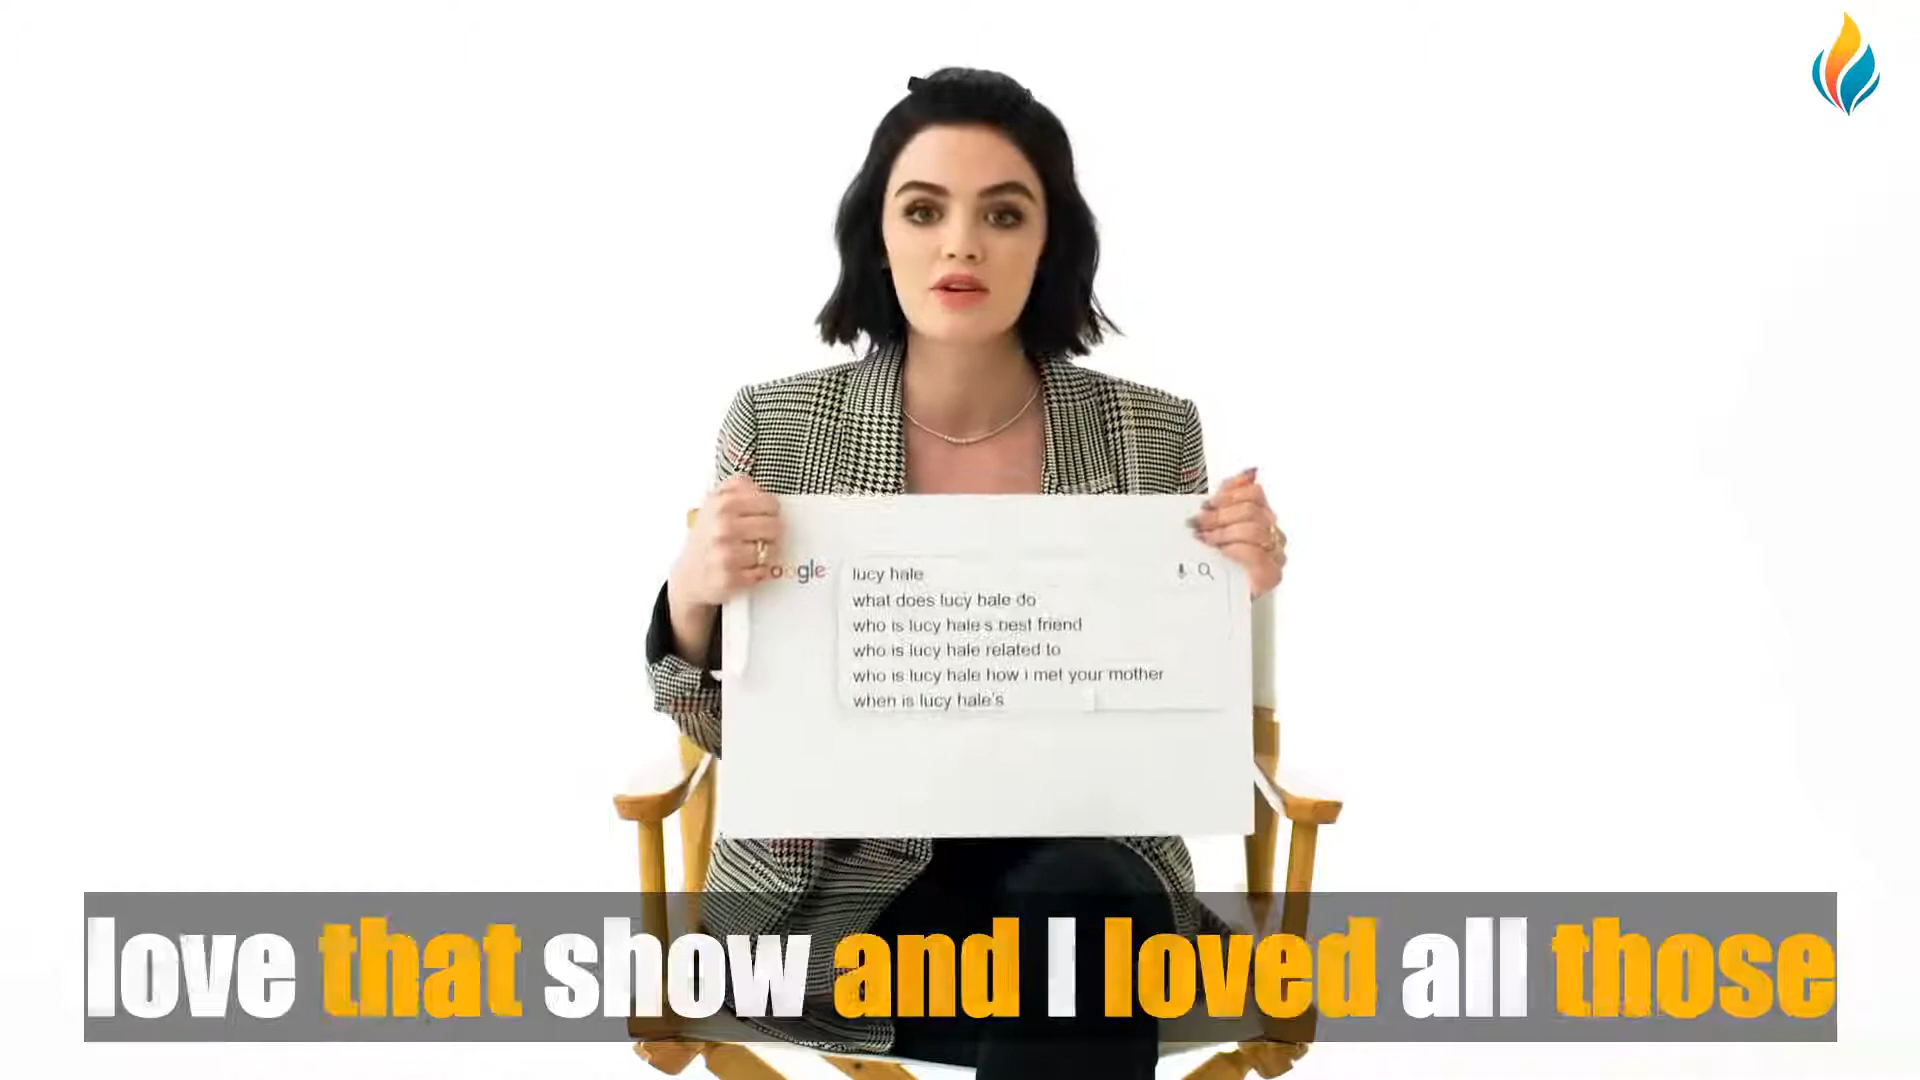 oogle
lucy hale
what does lucy hale do
who is lucy hale's best friend
who is lucy hale related to
who is lucy hale how i met your mother
when is lucy hale's
love that show and I loved all those